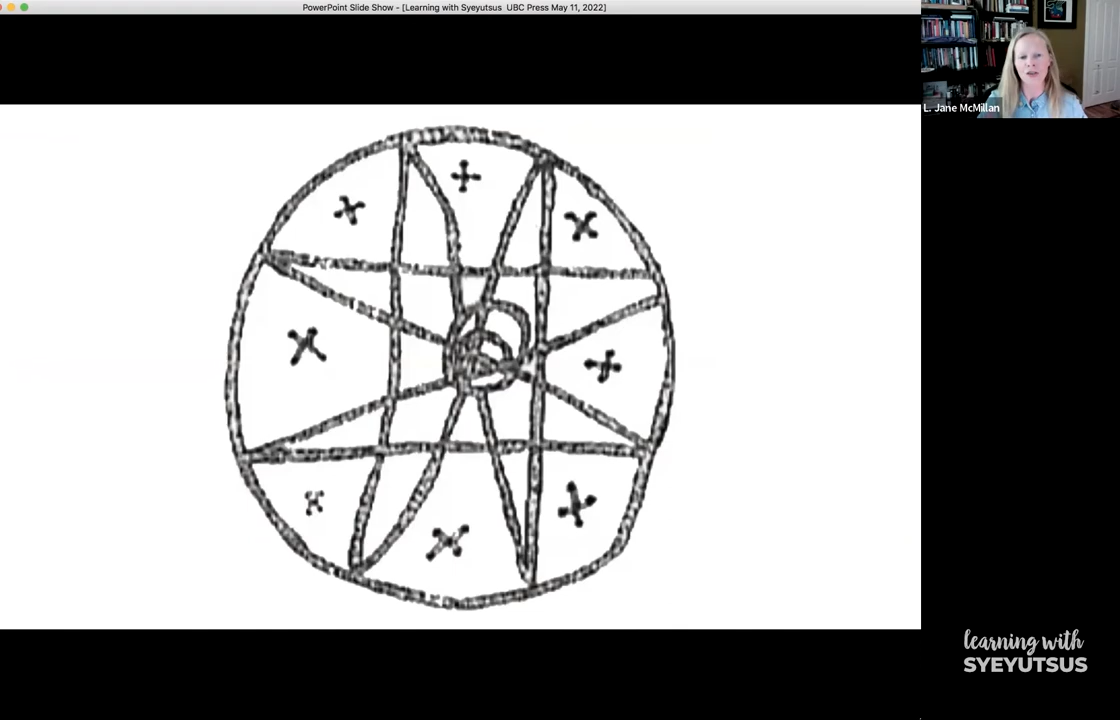 PowerPoint Slide Show - [Learning with Syeyutsus  UBC Press May 11, 2022]
L. Jane McMillan
learning with
SYEYUTSUS